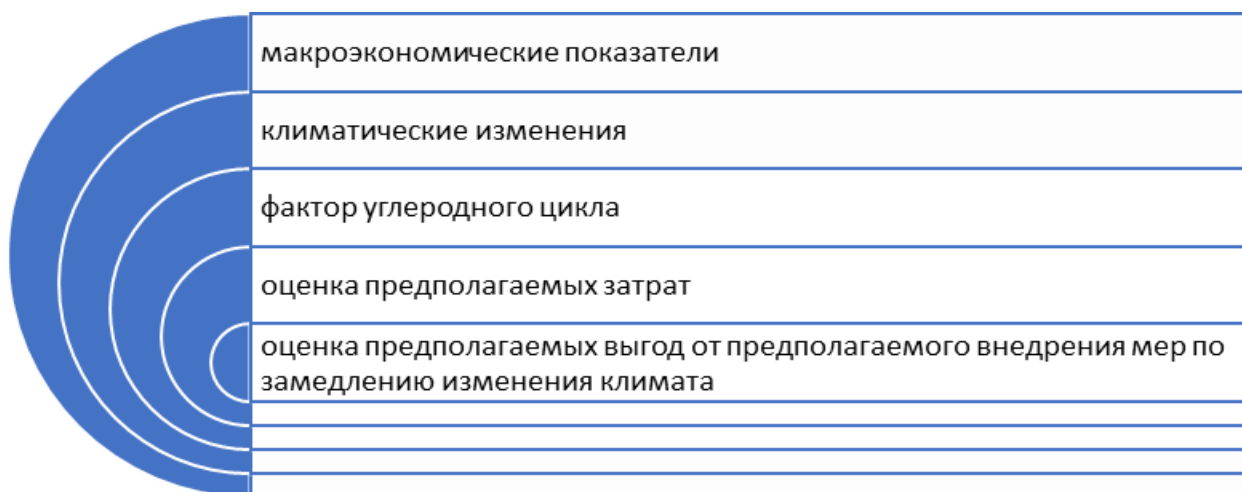 макроэкономические показатели
климатические изменения
фактор углеродного цикла
оценка предполагаемых затрат
оценка предполагаемых выгод от предполагаемого внедрения мер по
замедлению изменения климата